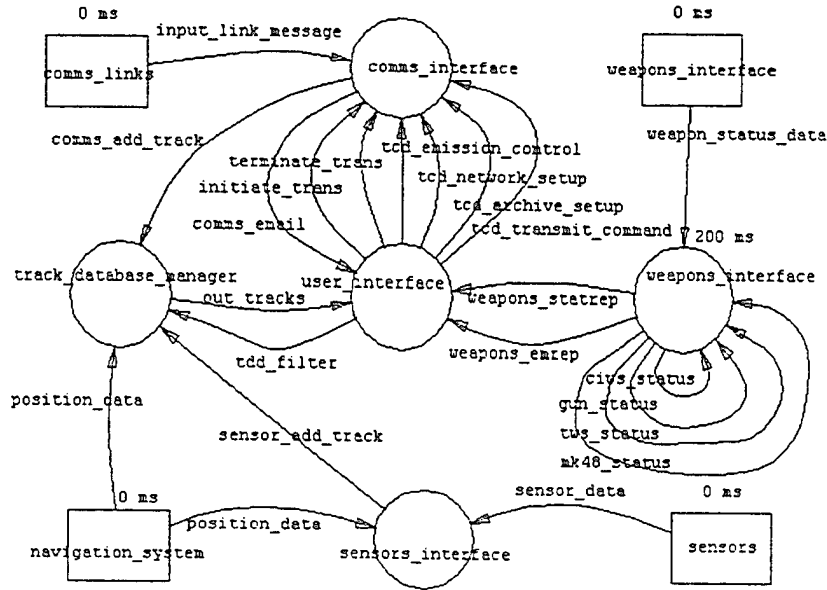 0 ms
0 ms
input_link_message
comms_links
comms_interface
weapons_interface
comms_add_track
weapon_status_data
tcd_emission_control
terminate_trans
tcd_network_setup
initiate_trans
tcd_archive_setup
comms_email
tcd_transmit_command
200 ms
track_database_manager
user_interface
weapons_interface
out_tracks
weapons_statrep
tdd_filter
weapons_emrep
ciws_status
position_data
gun_status
sensor_add_track
tws_status
mk48_status
0 ms
sensor_data
0 ms
position_data
navigation_system
sensors_interface
sensors